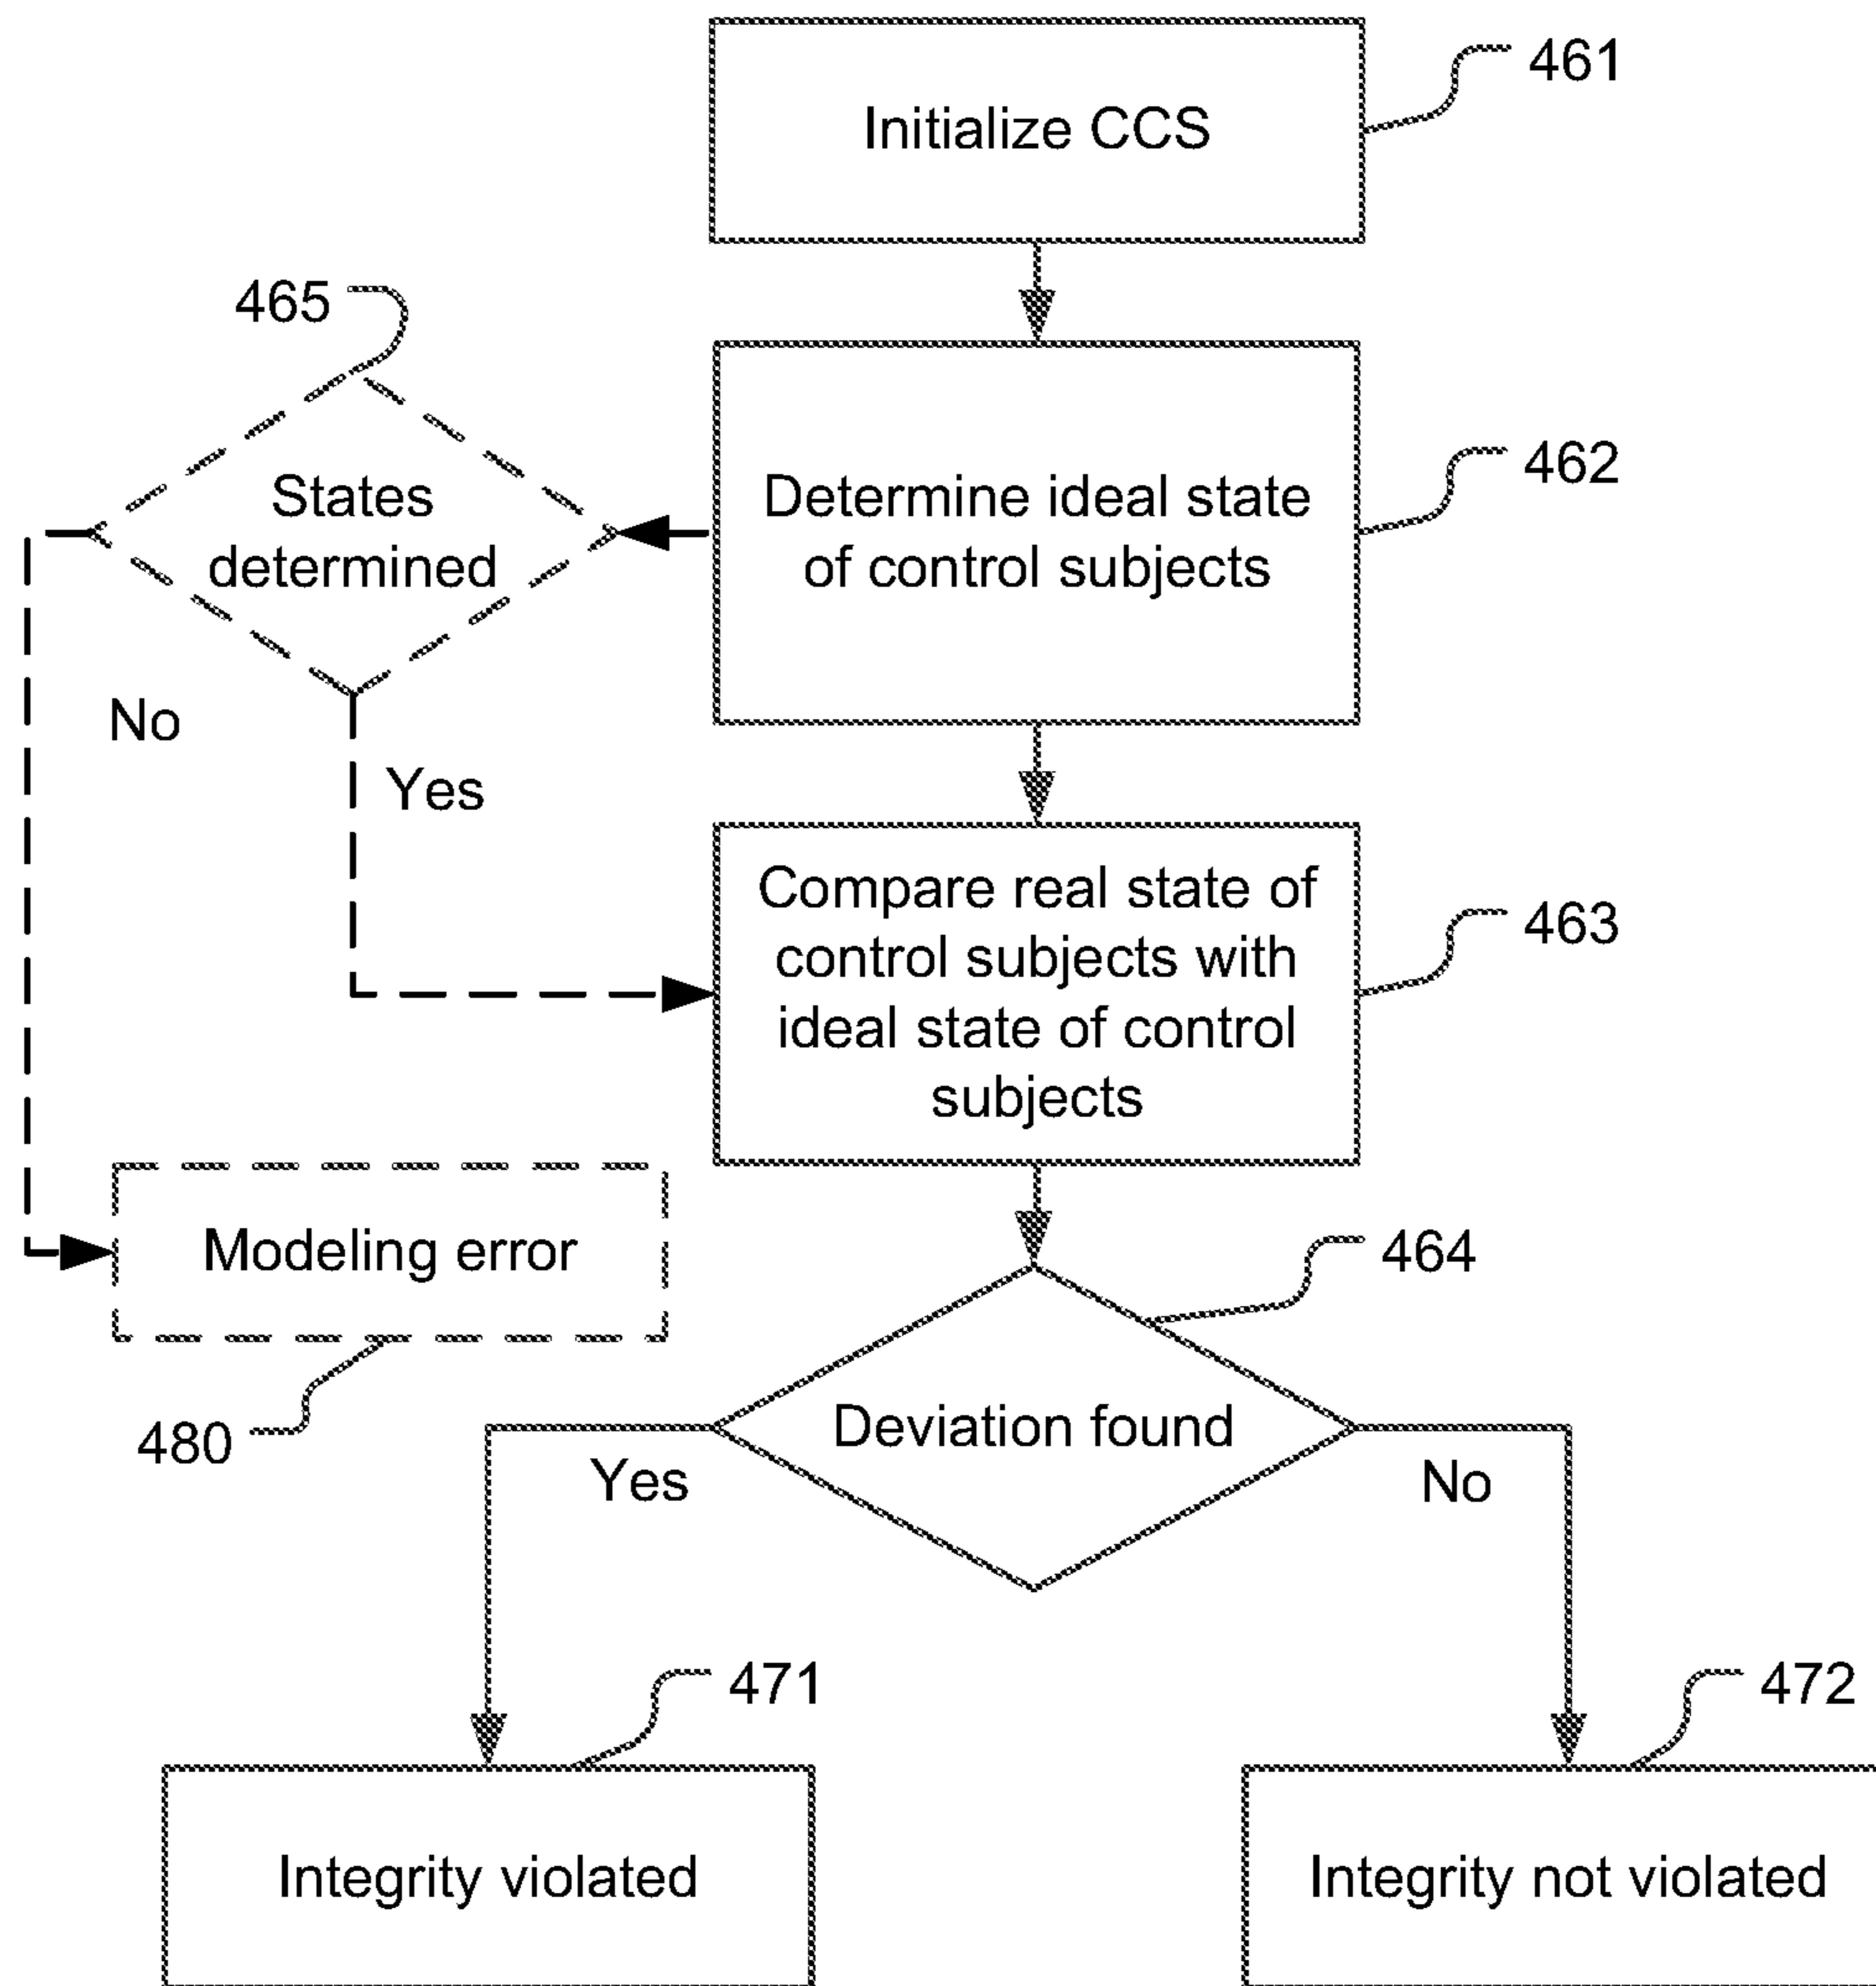 Initialize CCS
461
465
States
determined
Determine ideal state
of control subjects
462
No
Yes
Compare real state of
control subjects with
ideal state of control
subjects
463
Modeling error
480
464
Deviation found
Yes
No
471
472
Integrity violated
Integrity not violated